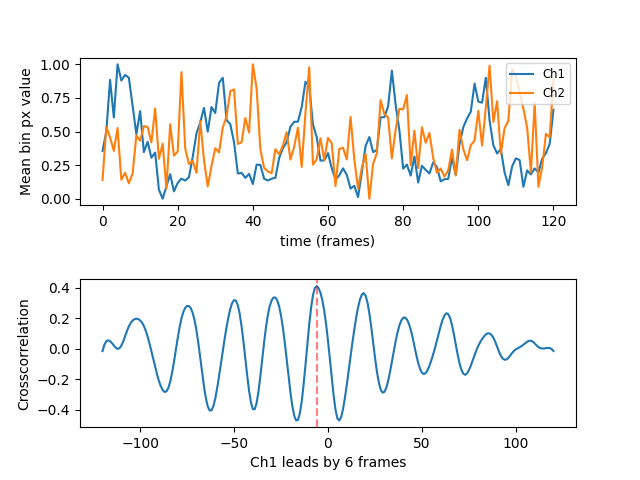 Mean bin px value
1.00
0.75
0.50
0.25
0.00
Ch1
Ch2
0 20 40 60 80 100 120
time (frames)
Crosscorrelation
0.4
0.2
0.0
−0.2
−0.4
−100 −50 0 50 100
Ch1 leads by 6 frames